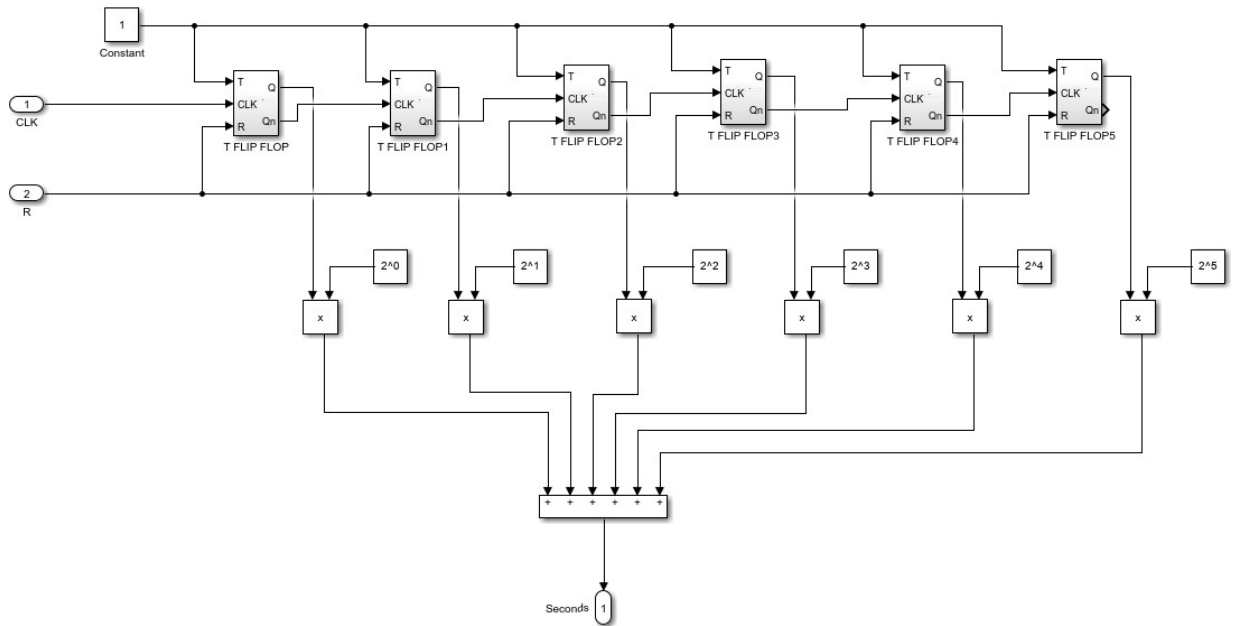 1
Constant
T
Q
CLK
R
Qn
T FLIP FLOP
T
Q
CLK
R
Qn
T FLIP FLOP1
T
Q
CLK
R
Qn
T FLIP FLOP2
T
Q
CLK
R
Qn
T FLIP FLOP3
T
Q
CLK
R
Qn
T FLIP FLOP4
T
Q
CLK
R
Qn
T FLIP FLOP5
1
CLK
2
R
2^0
2^1
2^2
2^3
2^4
2^5
x
x
x
x
x
x
+ + + + + +
Seconds
1